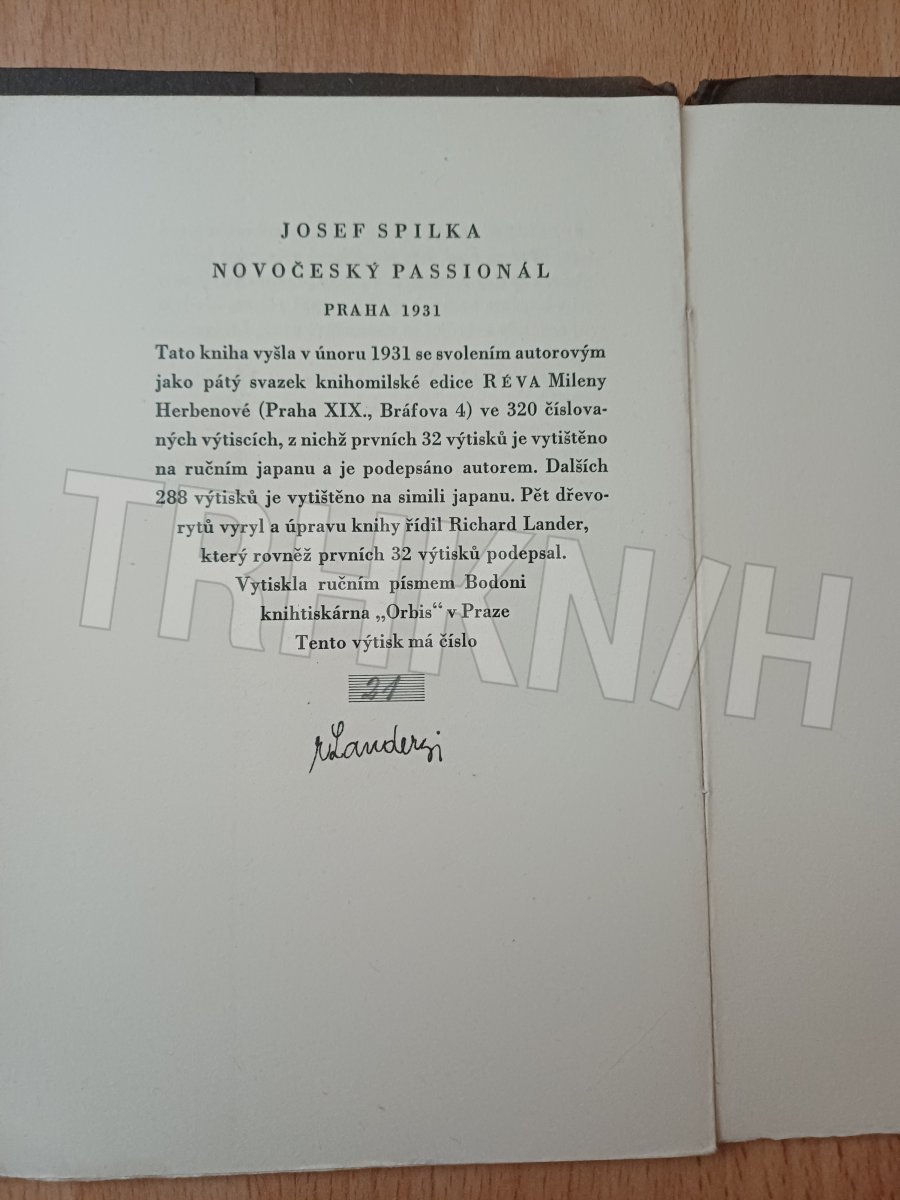 JOSEF SPILKA
NOVOČESKÝ PASSIONÁL
PRAHA 1931
Tato kniha vyšla v únoru 1931 se svolením autorovým
jako pátý svazek knihomilské edice RÉVA Mileny
Herbenové (Praha XIX., Bráfova 4) ve 320 číslova-
ných výtiscích, z nichž prvních 32 výtisků je vytištěno
na ručním japanu a je podepsáno autorem. Dalších
288 výtisků je vytištěno na simili japanu. Pět dřevo-
rytů vyryl a úpravu knihy řídil Richard Lander,
který rovněž prvních 32 výtisků podepsal.
Vytiskla ručním písmem Bodoni
knihtiskárna „Orbis“ v Praze
Tento výtisk má číslo
21
TRHKNIH